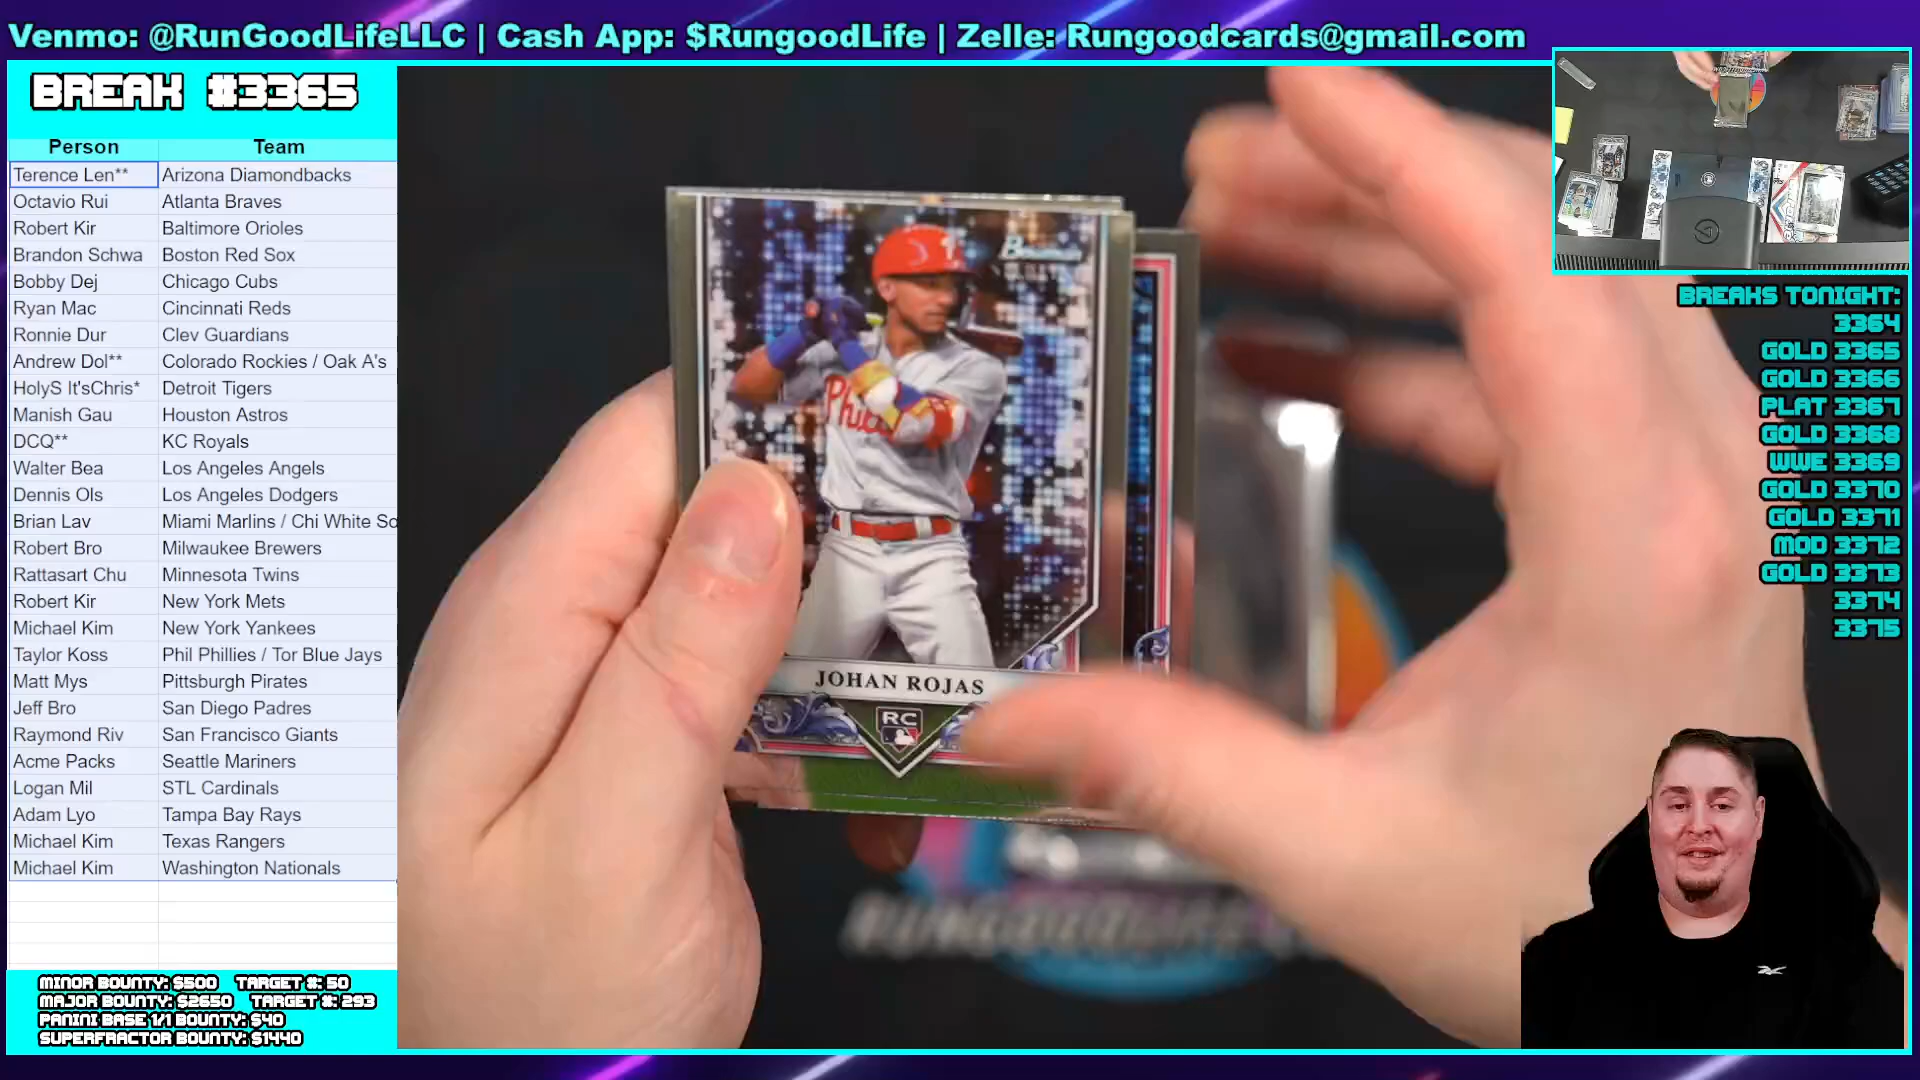 Venmo: @RunGoodLifeLLC | Cash App: $RungoodLife | Zelle: Rungoodcards@gmail.com
BREAK #3365
Person Team
Terence Len** Arizona Diamondbacks
Octavio Rui Atlanta Braves
Robert Kir Baltimore Orioles
Brandon Schwa Boston Red Sox
Bobby Dej Chicago Cubs
Ryan Mac Cincinnati Reds
Ronnie Dur Clev Guardians
Andrew Dol** Colorado Rockies / Oak A's
HolyS It'sChris* Detroit Tigers
Manish Gau Houston Astros
DCQ** KC Royals
Walter Bea Los Angeles Angels
Dennis Ols Los Angeles Dodgers
Brian Lav Miami Marlins / Chi White So
Robert Bro Milwaukee Brewers
Rattasart Chu Minnesota Twins
Robert Kir New York Mets
Michael Kim New York Yankees
Taylor Koss Phil Phillies / Tor Blue Jays
Matt Mys Pittsburgh Pirates
Jeff Bro San Diego Padres
Raymond Riv San Francisco Giants
Acme Packs Seattle Mariners
Logan Mil STL Cardinals
Adam Lyo Tampa Bay Rays
Michael Kim Texas Rangers
Michael Kim Washington Nationals
MINOR BOUNTY: $500 TARGET #: 50
MAJOR BOUNTY: $2650 TARGET #: 293
PANINI BASE 1/1 BOUNTY: $40
SUPERFRACTOR BOUNTY: $1440
Bowman
Phil
JOHAN ROJAS
RC
BREAKS TONIGHT:
3364
GOLD 3365
GOLD 3366
PLAT 3367
GOLD 3368
WWE 3369
GOLD 3370
GOLD 3371
MOD 3372
GOLD 3373
3374
3375